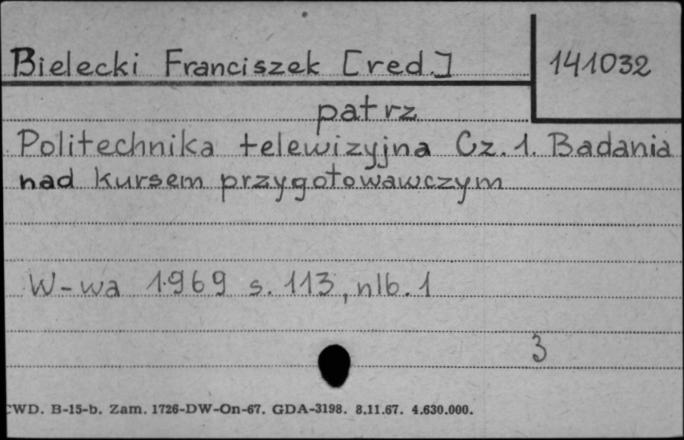 Bielecki Franciszek [red.] 141032
patrz
Politechnika telewizyjna Cz. 1. Badania
nad kursem przygotowawczym
W-wa 1969 s. 113, nlb. 1
3
CWD. B-15-b. Zam. 1726-DW-On-67. GDA-3198. 8.11.67. 4.630.000.